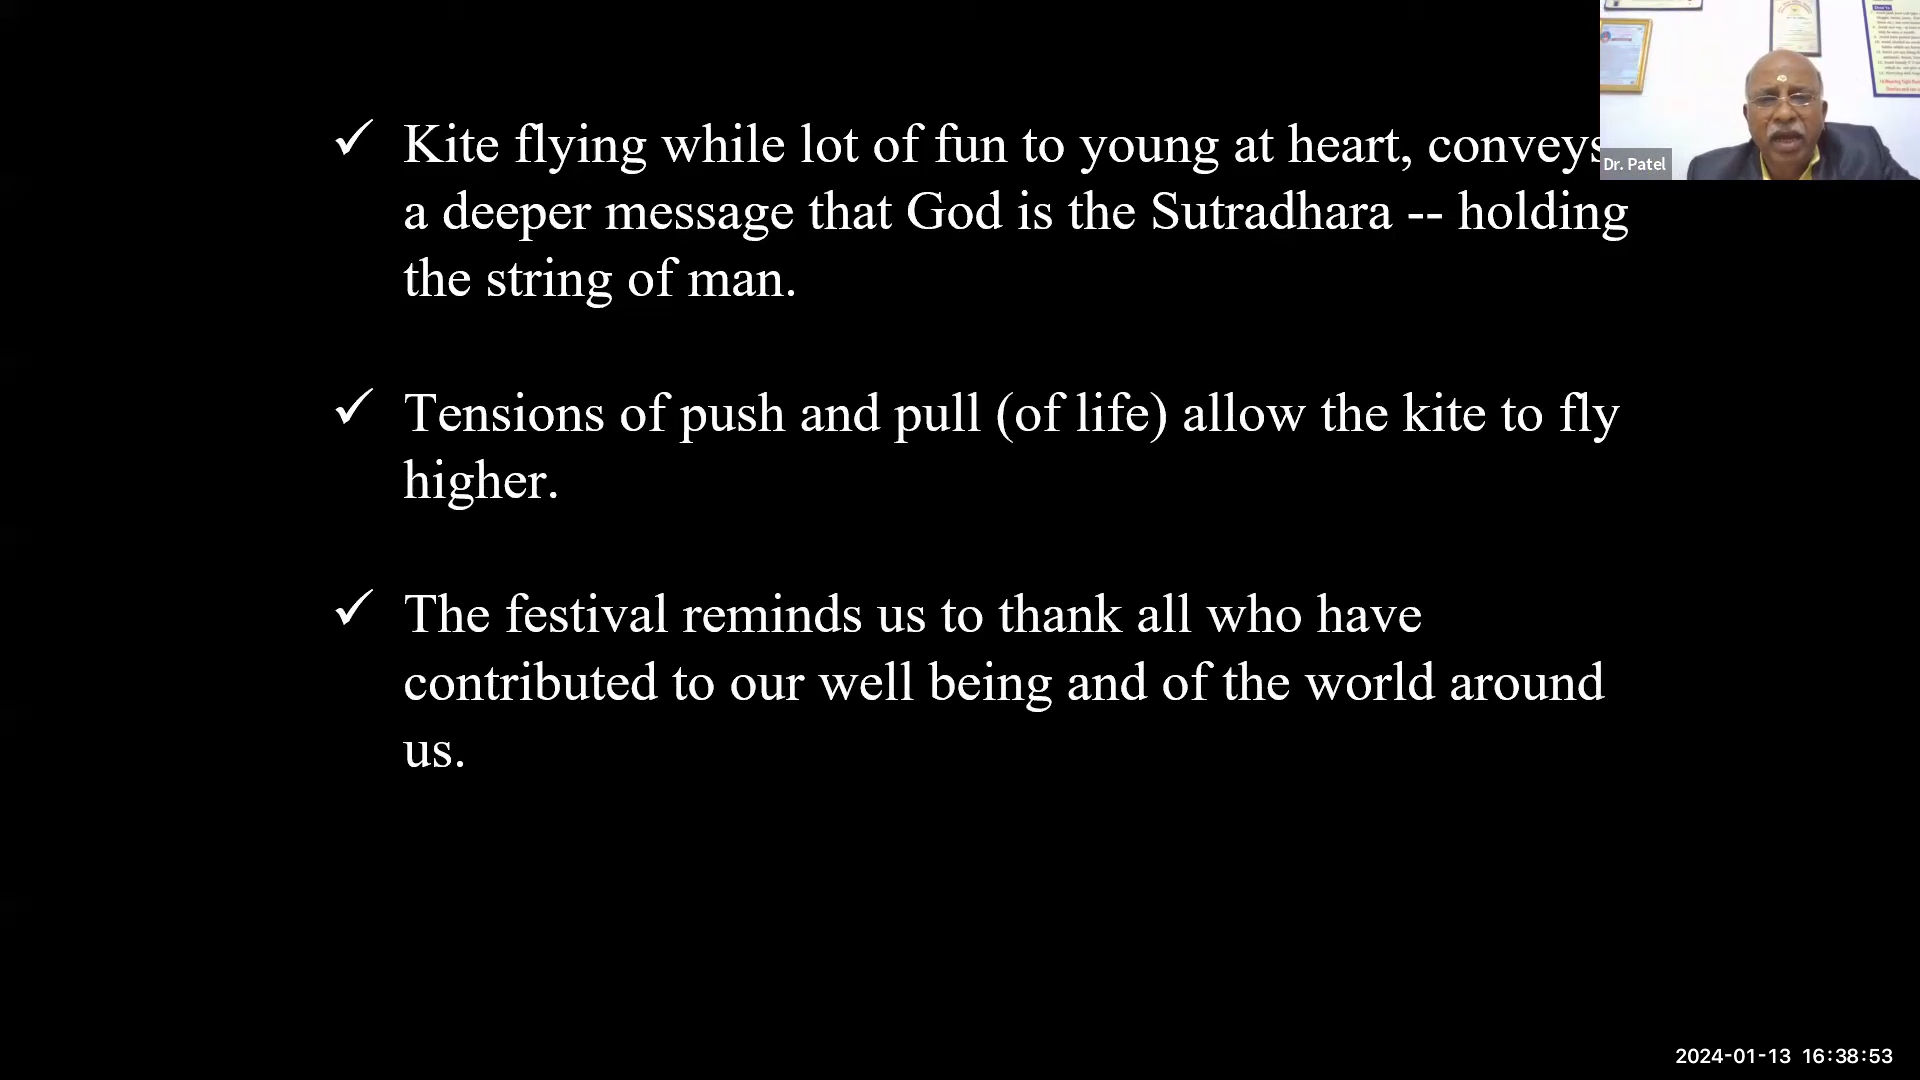 Kite flying while lot of fun to young at heart, conveys
a deeper message that God is the Sutradhara -- holding
the string of man.
Tensions of push and pull (of life) allow the kite to fly
higher.
The festival reminds us to thank all who have
contributed to our well being and of the world around
us.
Dr. Patel
2024-01-13 16:38:53